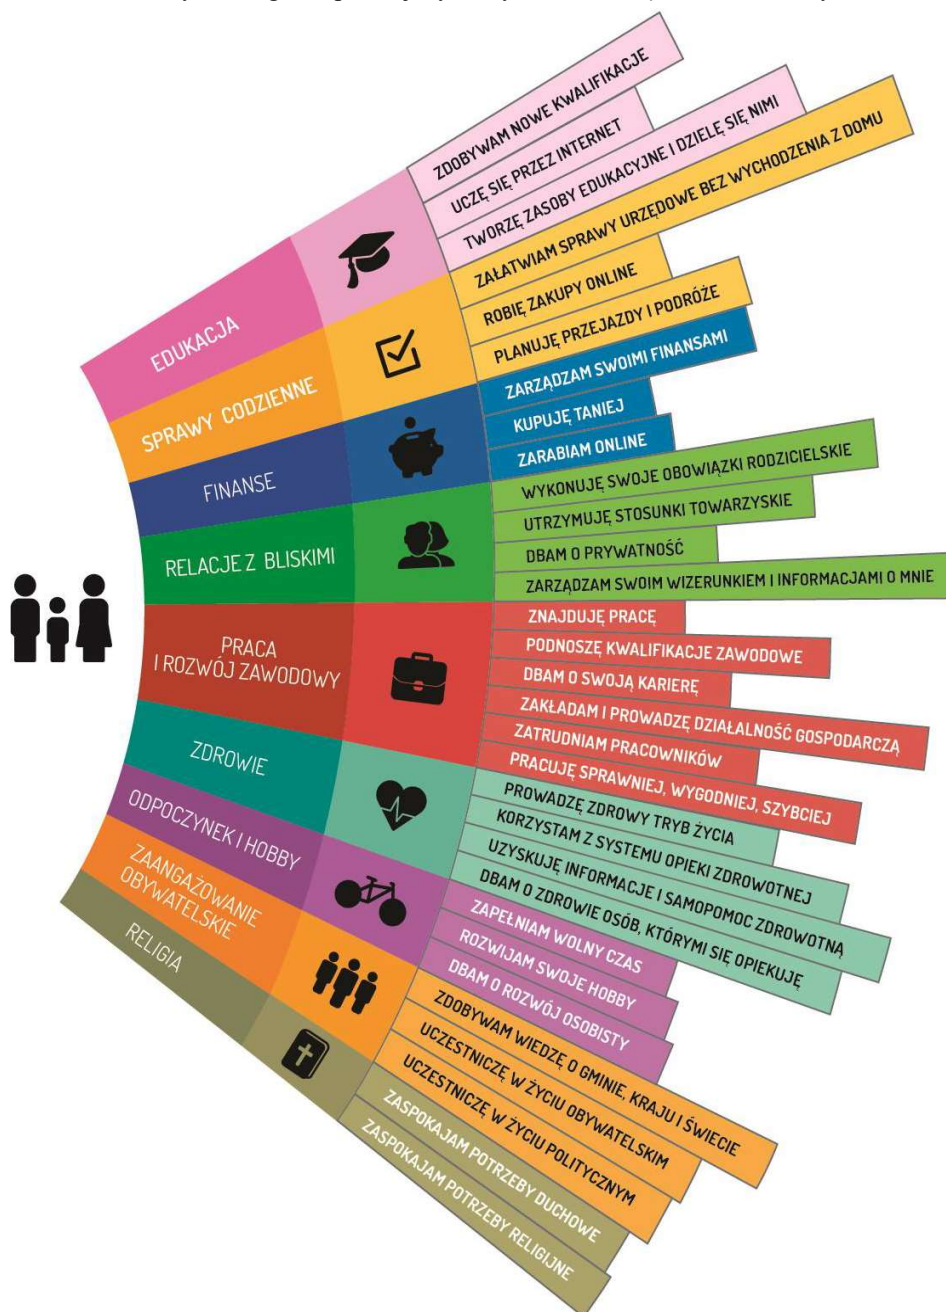 EDUKACJA
ZDOBYWAM NOWE KWALIFIKACJE
UCZĘ SIĘ PRZEZ INTERNET
TWORZĘ ZASOBY EDUKACYJNE I DZIELĘ SIĘ NIMI
SPRAWY CODZIENNE
ZAŁATWIAM SPRAWY URZĘDOWE BEZ WYCHODZENIA Z DOMU
ROBIĘ ZAKUPY ONLINE
PLANUJĘ PRZEJAZDY I PODRÓŻE
FINANSE
ZARZĄDZAM SWOIMI FINANSAMI
KUPUJĘ TANIEJ
ZARABIAM ONLINE
RELACJE Z BLISKIMI
WYKONUJĘ SWOJE OBOWIĄZKI RODZICIELSKIE
UTRZYMUJĘ STOSUNKI TOWARZYSKIE
DBAM O PRYWATNOŚĆ
ZARZĄDZAM SWOIM WIZERUNKIEM I INFORMACJAMI O MNIE
PRACA
I ROZWÓJ ZAWODOWY
ZNAJDUJĘ PRACĘ
PODNOSZĘ KWALIFIKACJE ZAWODOWE
DBAM O SWOJĄ KARIERĘ
ZAKŁADAM I PROWADZĘ DZIAŁALNOŚĆ GOSPODARCZĄ
ZATRUDNIAM PRACOWNIKÓW
PRACUJĘ SPRAWNIEJ, WYGODNIEJ, SZYBCIEJ
ZDROWIE
PROWADZĘ ZDROWY TRYB ŻYCIA
KORZYSTAM Z SYSTEMU OPIEKI ZDROWOTNEJ
UZYSKUJĘ INFORMACJE I SAMOPOMOC ZDROWOTNĄ
DBAM O ZDROWIE OSÓB, KTÓRYMI SIĘ OPIEKUJĘ
ODPOCZYNEK I HOBBY
ZAPEŁNIAM WOLNY CZAS
ROZWIJAM SWOJE HOBBY
DBAM O ROZWÓJ OSOBISTY
ZAANGAŻOWANIE
OBYWATELSKIE
ZDOBYWAM WIEDZĘ O GMINIE, KRAJU I ŚWIECIE
UCZESTNICZĘ W ŻYCIU OBYWATELSKIM
UCZESTNICZĘ W ŻYCIU POLITYCZNYM
RELIGIA
ZASPOKAJAM POTRZEBY DUCHOWE
ZASPOKAJAM POTRZEBY RELIGIJNE